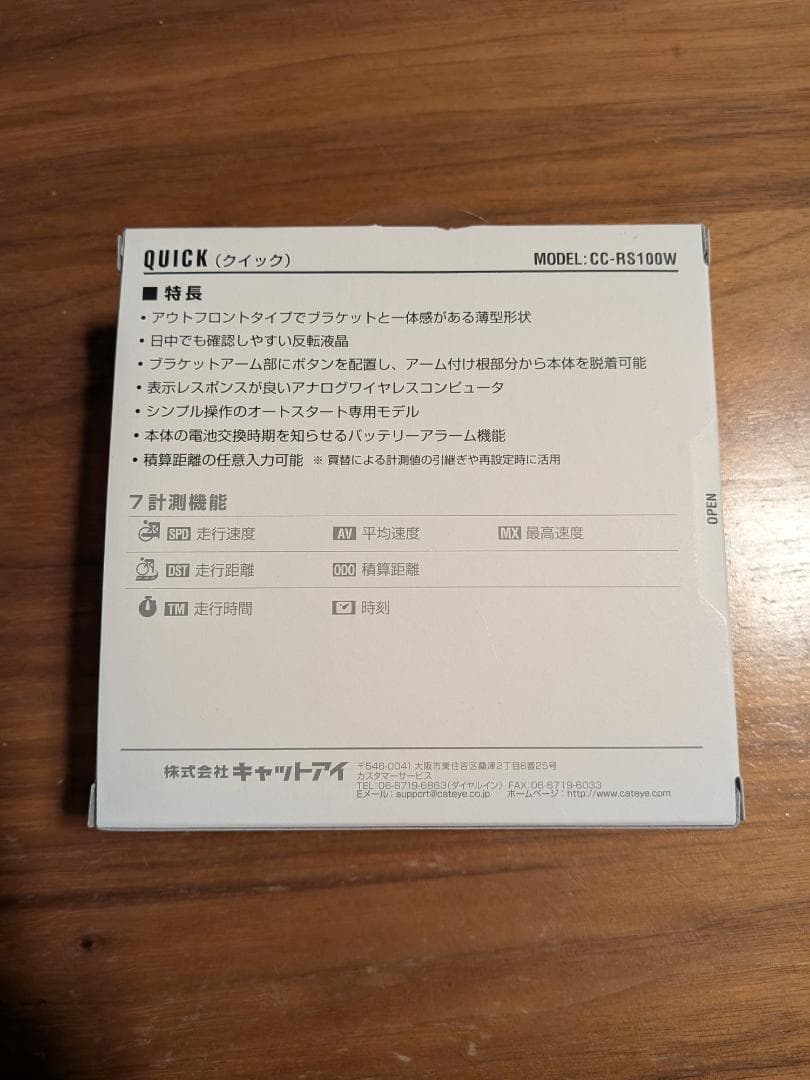 QUICK (クイック) MODEL:CC-RS100W
■ 特長
・アウトフロントタイプでブラケットと一体感がある薄型形状
・日中でも確認しやすい反転液晶
・ブラケットアーム部にボタンを配置し、アーム付け根部分から本体を脱着可能
・表示レスポンスが良いアナログワイヤレスコンピュータ
・シンプル操作のオートスタート専用モデル
・本体の電池交換時期を知らせるバッテリーアラーム機能
・積算距離の任意入力可能 ※ 買替による計測値の引継ぎや再設定時に活用
7計測機能
SPD 走行速度 AV 平均速度 MX 最高速度
DST 走行距離 ODO 積算距離
TM 走行時間 時刻
OPEN
株式会社 キャットアイ
〒546-0041 大阪市東住吉区桑津2丁目8番25号
カスタマーサービス
TEL:06-6719-6863(ダイヤルイン) FAX:06-6719-6033
Eメール：support@cateye.co.jp ホームページ：http://www.cateye.com